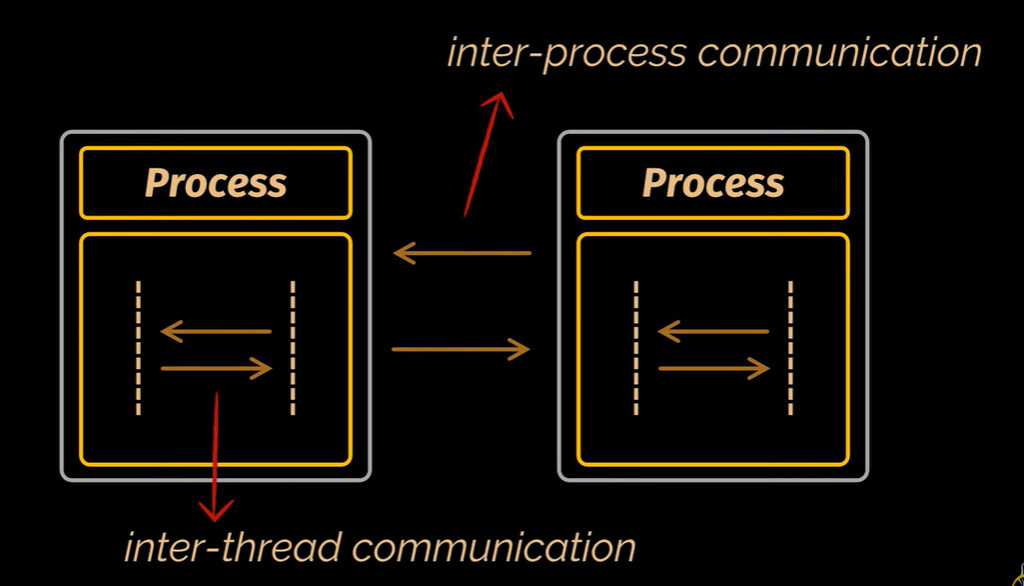 inter-process communication
Process
Process
inter-thread communication